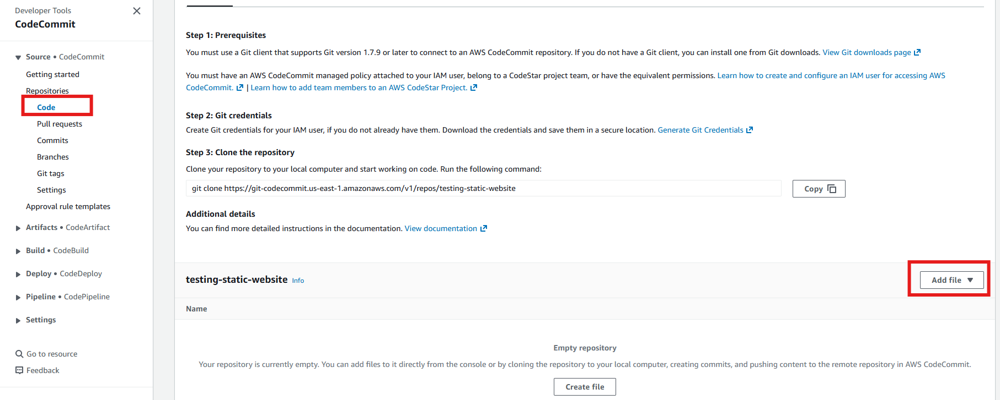 Developer Tools
CodeCommit
Source • CodeCommit
Getting started
Repositories
Code
Pull requests
Commits
Branches
Git tags
Settings
Approval rule templates
Artifacts • CodeArtifact
Build • CodeBuild
Deploy • CodeDeploy
Pipeline • CodePipeline
Settings
Go to resource
Feedback
Step 1: Prerequisites
You must use a Git client that supports Git version 1.7.9 or later to connect to an AWS CodeCommit repository. If you do not have a Git client, you can install one from Git downloads. View Git downloads page
You must have an AWS CodeCommit managed policy attached to your IAM user, belong to a CodeStar project team, or have the equivalent permissions. Learn how to create and configure an IAM user for accessing AWS
CodeCommit. | Learn how to add team members to an AWS CodeStar Project.
Step 2: Git credentials
Create Git credentials for your IAM user, if you do not already have them. Download the credentials and save them in a secure location. Generate Git Credentials
Step 3: Clone the repository
Clone your repository to your local computer and start working on code. Run the following command:
git clone https://git-codecommit.us-east-1.amazonaws.com/v1/repos/testing-static-website
Copy
Additional details
You can find more detailed instructions in the documentation. View documentation
testing-static-website Info
Add file
Name
Empty repository
Your repository is currently empty. You can add files to it directly from the console or by cloning the repository to your local computer, creating commits, and pushing content to the remote repository in AWS CodeCommit.
Create file